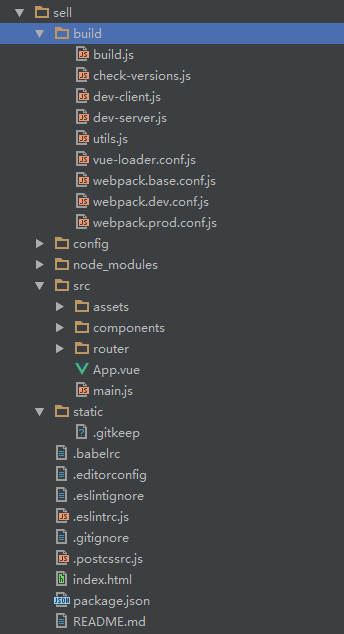 sell
build
build.js
check-versions.js
dev-client.js
dev-server.js
utils.js
vue-loader.conf.js
webpack.base.conf.js
webpack.dev.conf.js
webpack.prod.conf.js
config
node_modules
src
assets
components
router
App.vue
main.js
static
.gitkeep
.babelrc
.editorconfig
.eslintignore
.eslintrc.js
.gitignore
.postcssrc.js
index.html
package.json
README.md